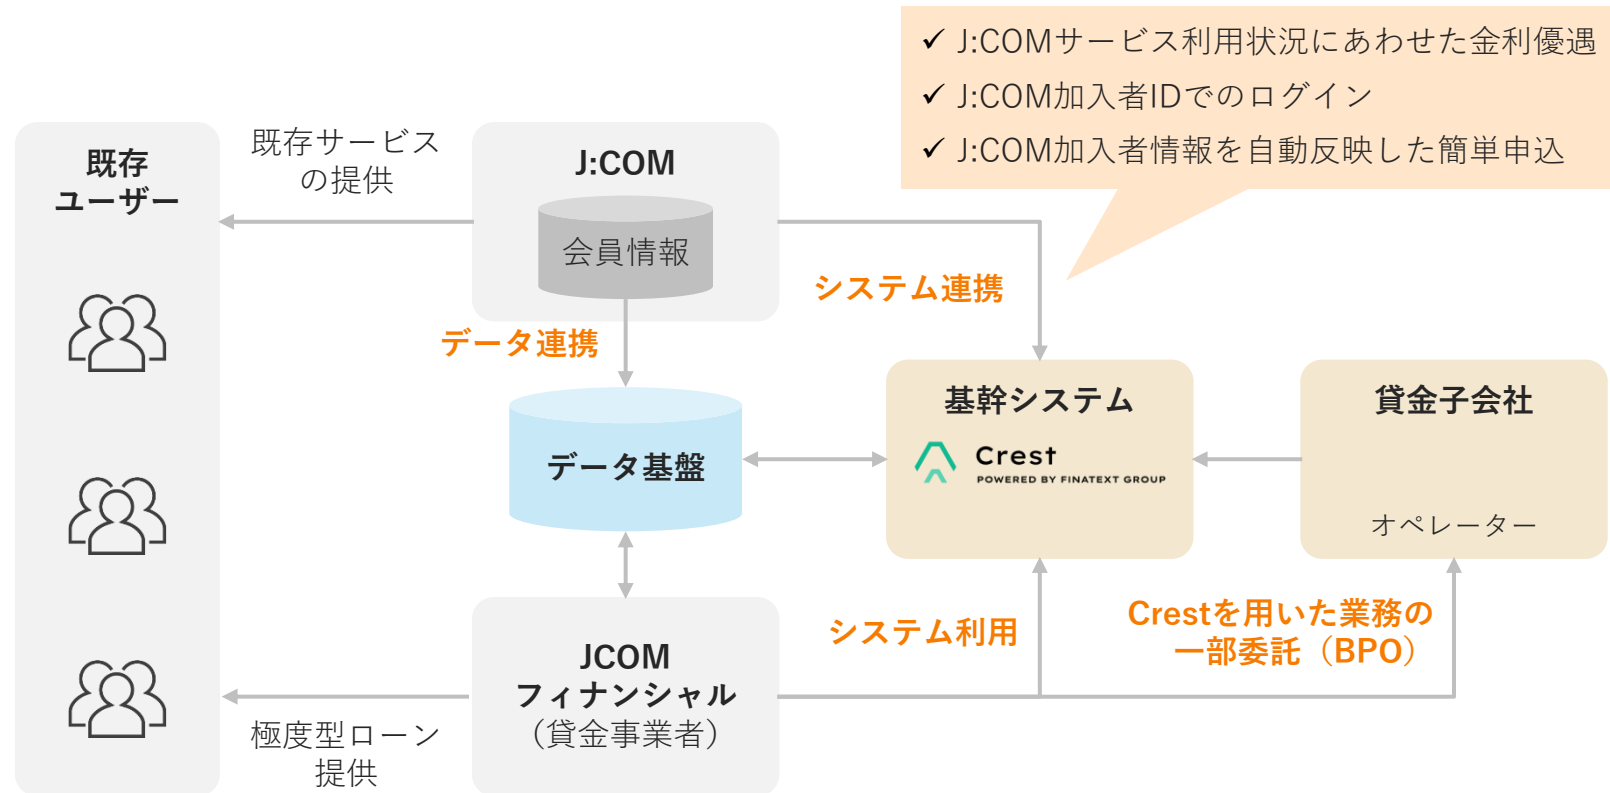 ✓ J:COMサービス利用状況にあわせた金利優遇
✓ J:COM加入者IDでのログイン
✓ J:COM加入者情報を自動反映した簡単申込
既存
ユーザー
既存サービス
の提供
J:COM
会員情報
システム連携
データ連携
データ基盤
基幹システム
Crest
POWERED BY FINATEXT GROUP
貸金子会社
オペレーター
JCOM
フィナンシャル
（貸金事業者）
システム利用
Crestを用いた業務の
一部委託（BPO）
極度型ローン
提供